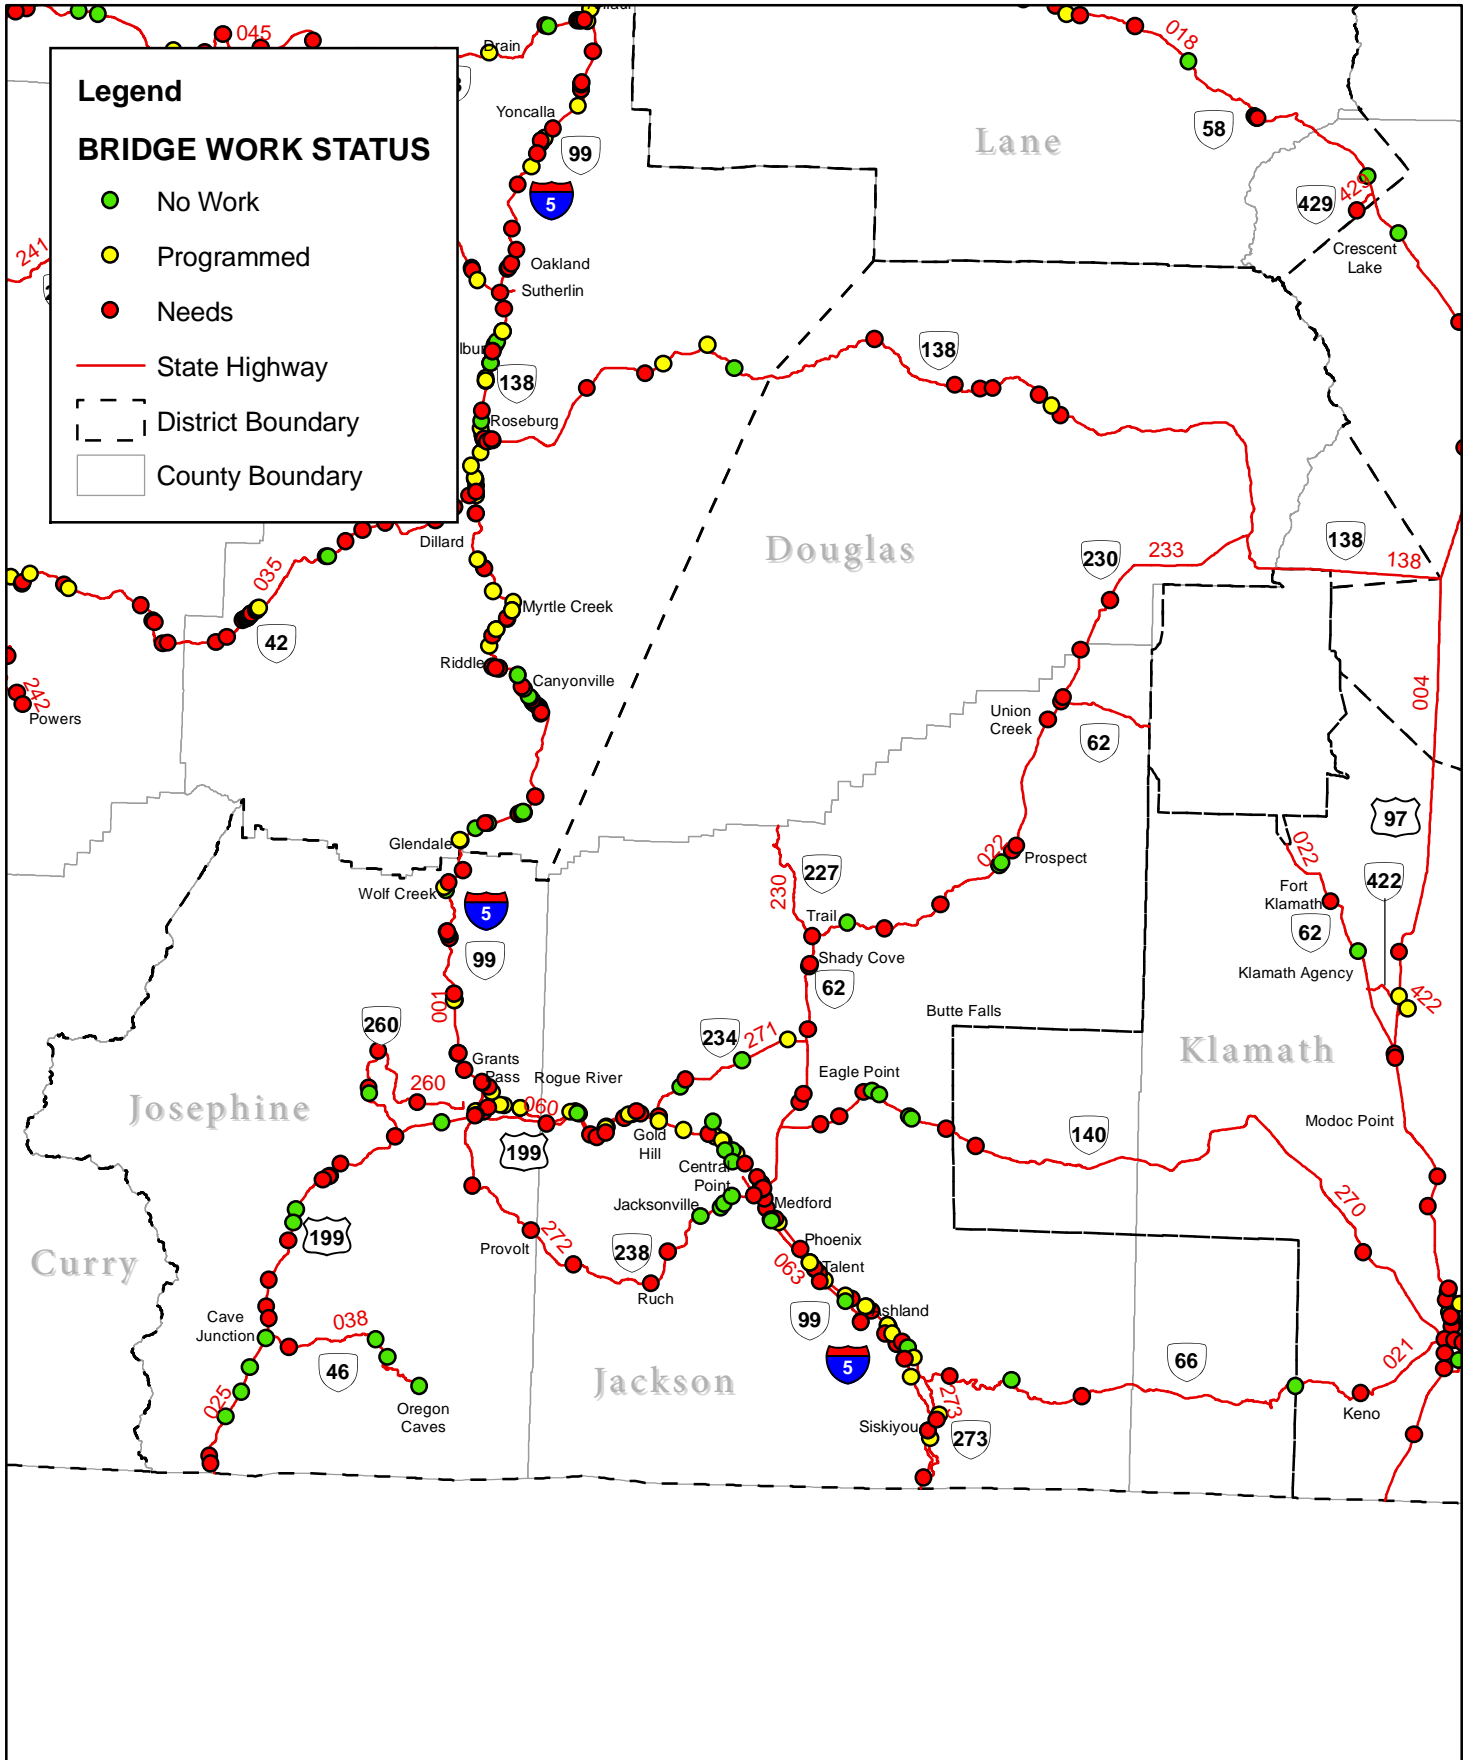 045
Drain
018
Legend
BRIDGE WORK STATUS
No Work
Programmed
Needs
State Highway
District Boundary
County Boundary
Yoncalla
99
5
Lane
58
429
429
Crescent
Lake
241
Oakland
Sutherlin
138
138
Roseburg
Dillard
Douglas
138
138
230
233
035
42
Myrtle Creek
Riddle
Canyonville
242
Powers
004
Union
Creek
62
97
Glendale
Wolf Creek
5
99
227
230
022
Prospect
022
422
Fort
Klamath
62
Klamath Agency
422
Trail
Shady Cove
62
001
260
260
Grants
Pass
Rogue River
060
199
234
271
Butte Falls
Eagle Point
Klamath
Josephine
Gold
Hill
140
Modoc Point
Central
Point
Jacksonville
Medford
270
199
Curry
Provolt
272
238
Ruch
Phoenix
Talent
063
99
5
Cave
Junction
038
46
Oregon
Caves
025
Jackson
66
021
Keno
273
Siskiyou
273